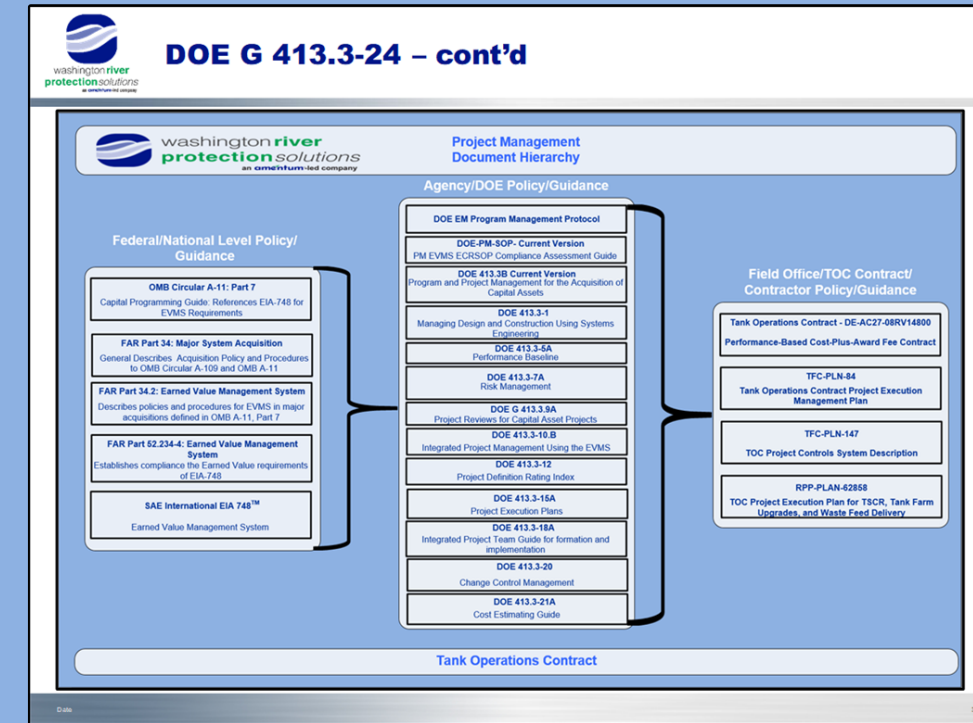 washington river
protection solutions
an amentum-led company
DOE G 413.3-24 – cont’d
washington river
protection solutions
an amentum-led company
Project Management
Document Hierarchy
Federal/National Level Policy/
Guidance
OMB Circular A-11: Part 7
Capital Programming Guide: References EIA-748 for
EVMS Requirements
FAR Part 34: Major System Acquisition
General Describes Acquisition Policy and Procedures
to OMB Circular A-109 and OMB A-11
FAR Part 34.2: Earned Value Management System
Describes policies and procedures for EVMS in major
acquisitions defined in OMB A-11, Part 7
FAR Part 52.234-4: Earned Value Management
System
Establishes compliance the Earned Value requirements
of EIA-748
SAE International EIA 748™
Earned Value Management System
Agency/DOE Policy/Guidance
DOE EM Program Management Protocol
DOE-PM-SOP- Current Version
PM EVMS ECRSOP Compliance Assessment Guide
DOE 413.3B Current Version
Program and Project Management for the Acquisition of
Capital Assets
DOE 413.3-1
Managing Design and Construction Using Systems
Engineering
DOE 413.3-5A
Performance Baseline
DOE 413.3-7A
Risk Management
DOE G 413.3.9A
Project Reviews for Capital Asset Projects
DOE 413.3-10.B
Integrated Project Management Using the EVMS
DOE 413.3-12
Project Definition Rating Index
DOE 413.3-15A
Project Execution Plans
DOE 413.3-18A
Integrated Project Team Guide for formation and
implementation
DOE 413.3-20
Change Control Management
DOE 413.3-21A
Cost Estimating Guide
Field Office/TOC Contract/
Contractor Policy/Guidance
Tank Operations Contract - DE-AC27-08RV14800
Performance-Based Cost-Plus-Award Fee Contract
TFC-PLN-84
Tank Operations Contract Project Execution
Management Plan
TFC-PLN-147
TOC Project Controls System Description
RPP-PLAN-62858
TOC Project Execution Plan for TSCR, Tank Farm
Upgrades, and Waste Feed Delivery
Tank Operations Contract
Date